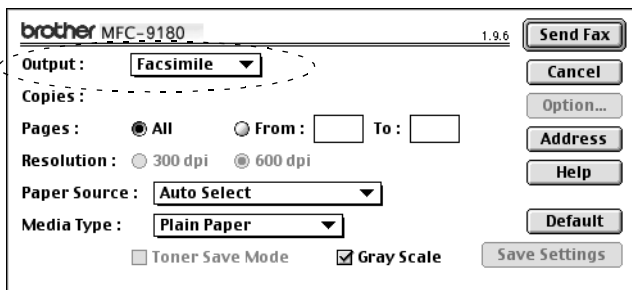 brother MFC-9180 1.9.6 Send Fax
Output : Facsimile Cancel
Copies : Option...
Pages : All From : To : Address
Resolution : 300 dpi 600 dpi Help
Paper Source : Auto Select
Media Type : Plain Paper Default
Toner Save Mode Gray Scale Save Settings